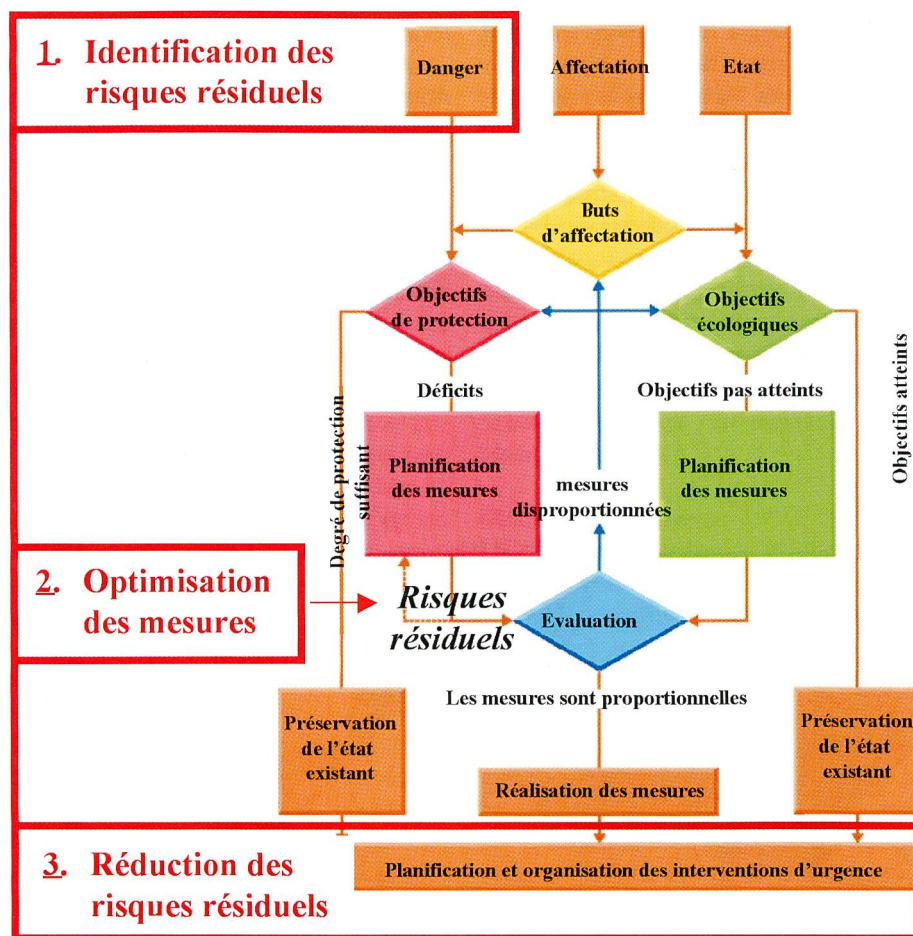 1. Identification des
risques résiduels
Danger
Affectation
Etat
Buts
d'affectation
Objectifs
de protection
Objectifs
écologiques
Déficits
Objectifs pas atteints
Degré de protection
suffisant
Objectifs atteints
Planification
des mesures
mesures
disproportionnées
Planification
des mesures
2. Optimisation
des mesures
Risques
résiduels
Evaluation
Les mesures sont proportionnelles
Préservation
de l'état
existant
Réalisation des mesures
Préservation
de l'état
existant
3. Réduction des
risques résiduels
Planification et organisation des interventions d'urgence